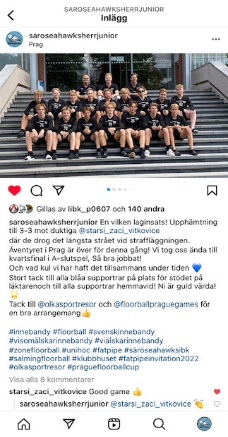 SAROSEAHAWKSHERRJUNIOR
Inlägg
saroseahawksherrjunior
Prag
Gillas av libk_p0607 och 140 andra
saroseahawksherrjunior En vilken laginsats! Upphämtning
till 3-3 mot duktiga @starsi_zaci_vitkovice
där de drog det längsta strået vid straffläggningen.
Äventyret i Prag är över för denna gång! Vi tog oss ända till
kvartsfinal i A-slutspel, Så bra jobbat!
Och vad kul vi har haft det tillsammans under tiden 💙
Stort tack till alla blåa supportrar på plats för stödet på
läktarenoch till alla supportrar hemmavid! Ni är guld värda!
Tack till @olkasportresor och @floorballpraguegames för
en bra arrangemang👍
#innebandy #floorball #svenskinnebandy
#visomälskarinnebandy #viälskarinnebandy
#zonefloorball #unihoc #fatpipe #säröseahawksibk
#salmingfloorball #klubbhuset #fatpipeinvitation2022
#olkasportresor #praguefloorballcup
Visa alla 8 kommentarer
starsi_zaci_vitkovice Good game 👍
saroseahawksherrjunior @starsi_zaci_vitkovice 👏